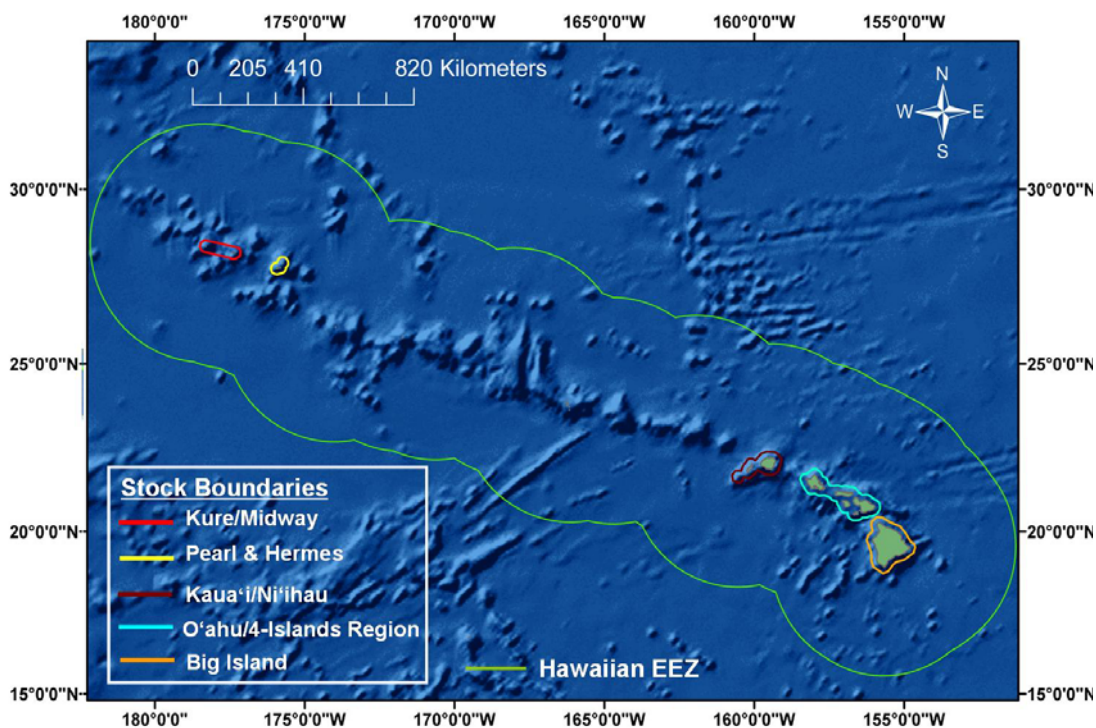 180°0'0" 175°0'0"W 170°0'0"W 165°0'0"W 160°0'0"W 155°0'0"W
0 205 410 820 Kilometers
N
W E
S
30°0'0"N 30°0'0"N
25°0'0"N 25°0'0"N
20°0'0"N 20°0'0"N
15°0'0"N 15°0'0"N
Stock Boundaries
Kure/Midway
Pearl & Hermes
Kauaʻi/Niʻihau
Oʻahu/4-Islands Region
Big Island
Hawaiian EEZ
180°0'0" 175°0'0"W 170°0'0"W 165°0'0"W 160°0'0"W 155°0'0"W